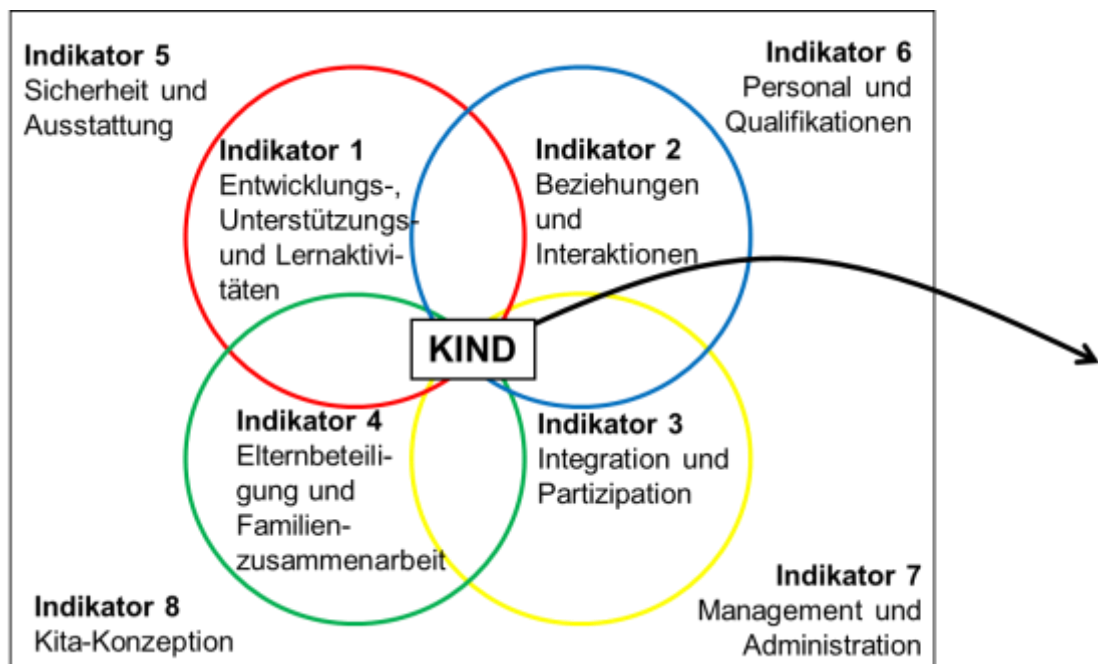 Indikator 5
Sicherheit und
Ausstattung
Indikator 6
Personal und
Qualifikationen
Indikator 1
Entwicklungs-,
Unterstützungs-
und Lernaktivi-
täten
Indikator 2
Beziehungen
und
Interaktionen
KIND
Indikator 4
Elternbeteili-
gung und
Familien-
zusammenarbeit
Indikator 3
Integration und
Partizipation
Indikator 8
Kita-Konzeption
Indikator 7
Management und
Administration